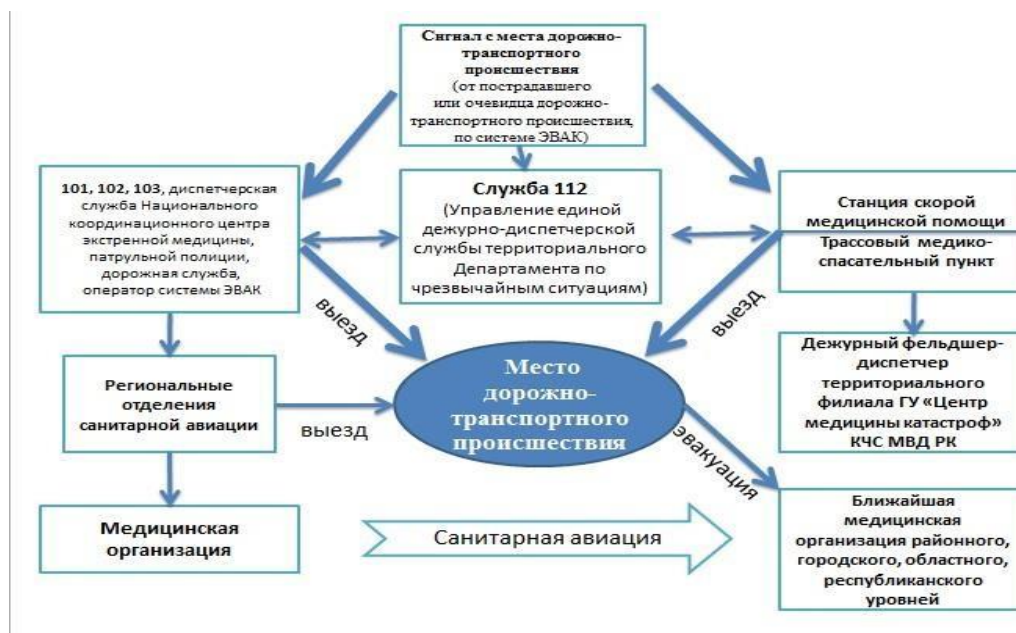 Сигнал с места дорожно-
транспортного
происшествия
(от пострадавшего
или очевидца дорожно-
транспортного происшествия,
по системе ЭВАК)
101, 102, 103, диспетчерская
служба Национального
координационного центра
экстренной медицины,
патрульной полиции,
дорожная служба,
оператор системы ЭВАК
Служба 112
(Управление единой
дежурно-диспетчерской
службы территориального
Департамента по
чрезвычайным ситуациям)
Станция скорой
медицинской помощи
Трассовый медико-
спасательный пункт
выезд
выезд
Региональные
отделения
санитарной авиации
выезд
Место
дорожно-
транспортного
происшествия
Дежурный фельдшер-
диспетчер
территориального
филиала ГУ «Центр
медицины катастроф»
КЧС МВД РК
эвакуация
Медицинская
организация
Санитарная авиация
Ближайшая
медицинская
организация районного,
городского, областного,
республиканского
уровней